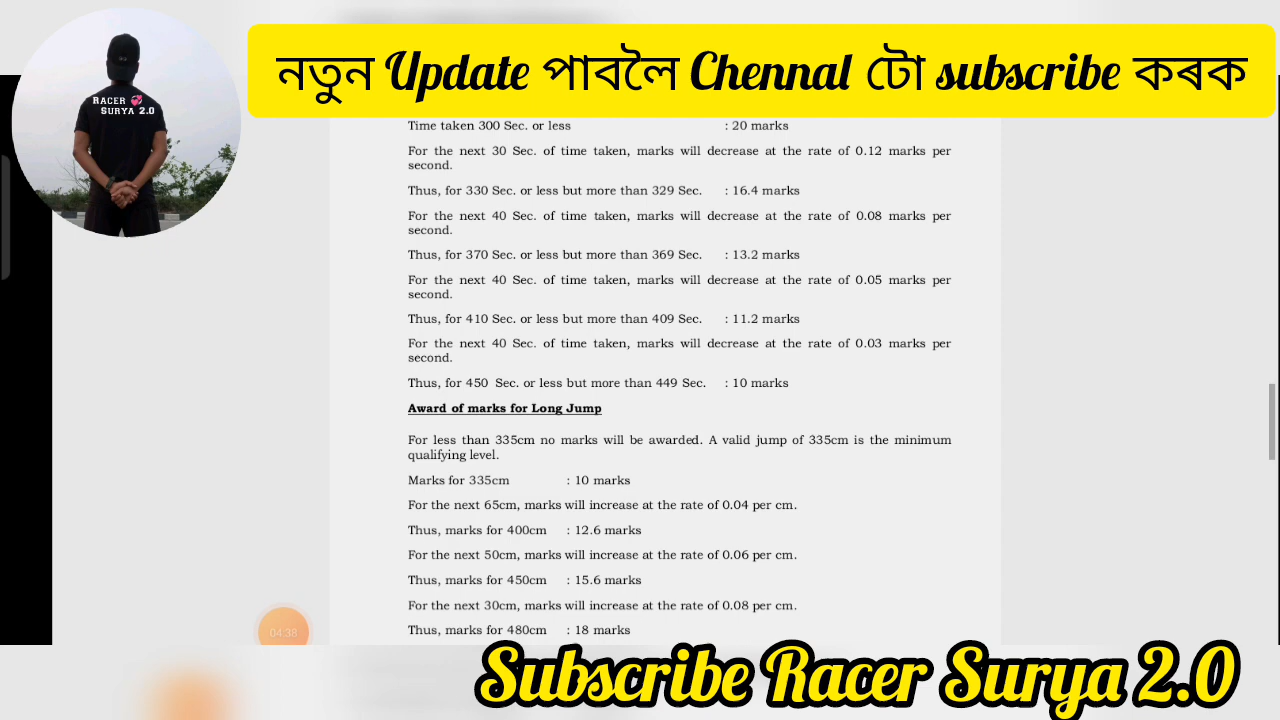 নতুন Update পাবলৈ Chennal টো subscribe কৰক
RACER 💞
SURYA 2.0
Time taken 300 Sec. or less : 20 marks
For the next 30 Sec. of time taken, marks will decrease at the rate of 0.12 marks per
second.
Thus, for 330 Sec. or less but more than 329 Sec. : 16.4 marks
For the next 40 Sec. of time taken, marks will decrease at the rate of 0.08 marks per
second.
Thus, for 370 Sec. or less but more than 369 Sec. : 13.2 marks
For the next 40 Sec. of time taken, marks will decrease at the rate of 0.05 marks per
second.
Thus, for 410 Sec. or less but more than 409 Sec. : 11.2 marks
For the next 40 Sec. of time taken, marks will decrease at the rate of 0.03 marks per
second.
Thus, for 450 Sec. or less but more than 449 Sec. : 10 marks
Award of marks for Long Jump
For less than 335cm no marks will be awarded. A valid jump of 335cm is the minimum
qualifying level.
Marks for 335cm : 10 marks
For the next 65cm, marks will increase at the rate of 0.04 per cm.
Thus, marks for 400cm : 12.6 marks
For the next 50cm, marks will increase at the rate of 0.06 per cm.
Thus, marks for 450cm : 15.6 marks
For the next 30cm, marks will increase at the rate of 0.08 per cm.
Thus, marks for 480cm : 18 marks
04:38
Subscribe Racer Surya 2.0